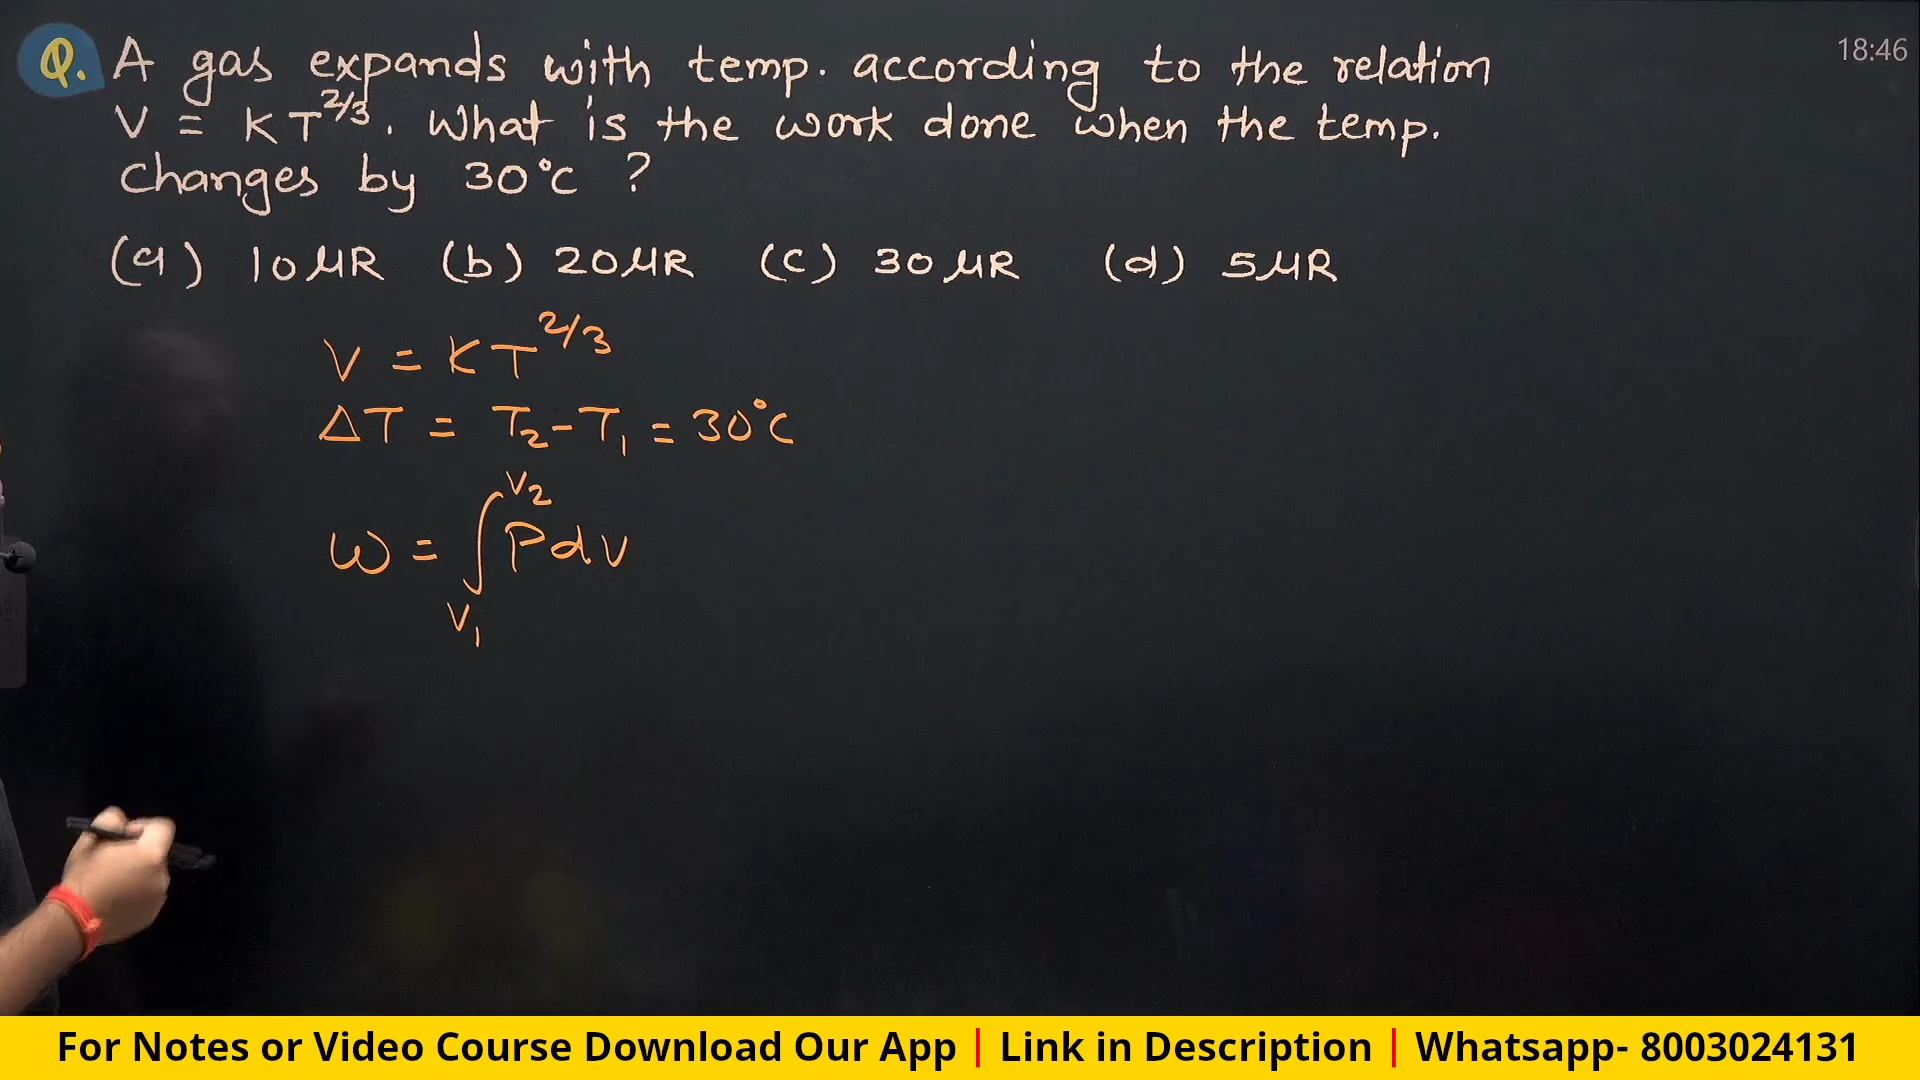 Q. A gas expands with temp. according to the relation
V = KT^2/3. What is the work done when the temp.
changes by 30°C ?
(a) 10μR (b) 20μR (c) 30μR (d) 5μR
V = KT^2/3
ΔT = T₂-T₁ = 30°C
W = ∫_{V₁}^{V₂} PdV
18:46
For Notes or Video Course Download Our App | Link in Description | Whatsapp- 8003024131